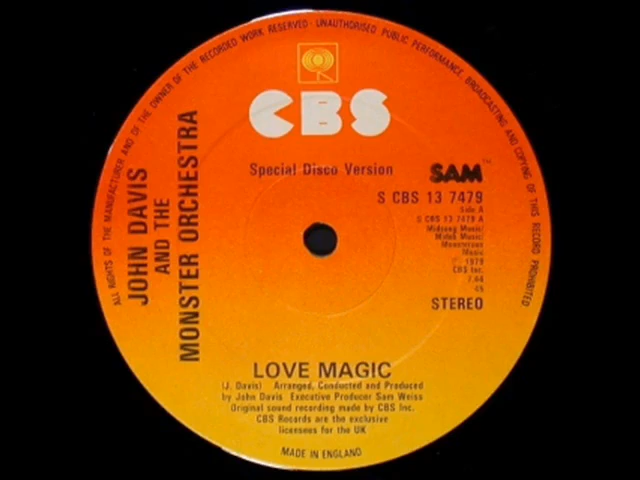 ALL RIGHTS OF THE MANUFACTURER AND OF THE OWNER OF THE RECORDED WORK RESERVED · UNAUTHORISED PUBLIC PERFORMANCE, BROADCASTING AND COPYING OF THIS RECORD PROHIBITED
CBS
Special Disco Version
SAM™
S CBS 13 7479
Side A
S CBS 13 7479 A
Midsong Music/
Music/
Music
℗ 1979
CBS Inc.
7.44
45
STEREO
JOHN DAVIS
AND THE
MONSTER ORCHESTRA
LOVE MAGIC
(J. Davis) Arranged, Conducted and Produced
by John Davis. Executive Producer Sam Weiss
Original sound recording made by CBS Inc.
CBS Records are the exclusive
licensees for the UK
MADE IN ENGLAND